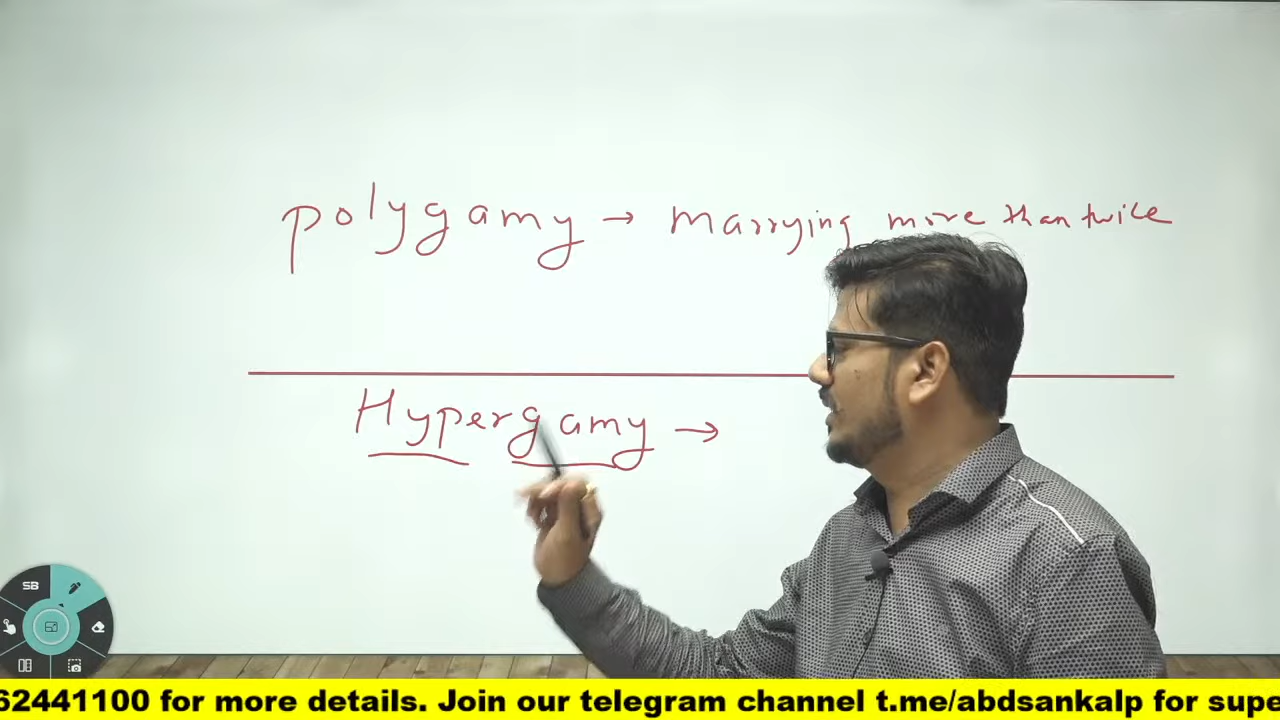 polygamy → marrying more than twice
Hypergamy →
SB
62441100 for more details. Join our telegram channel t.me/abdsankalp for supe